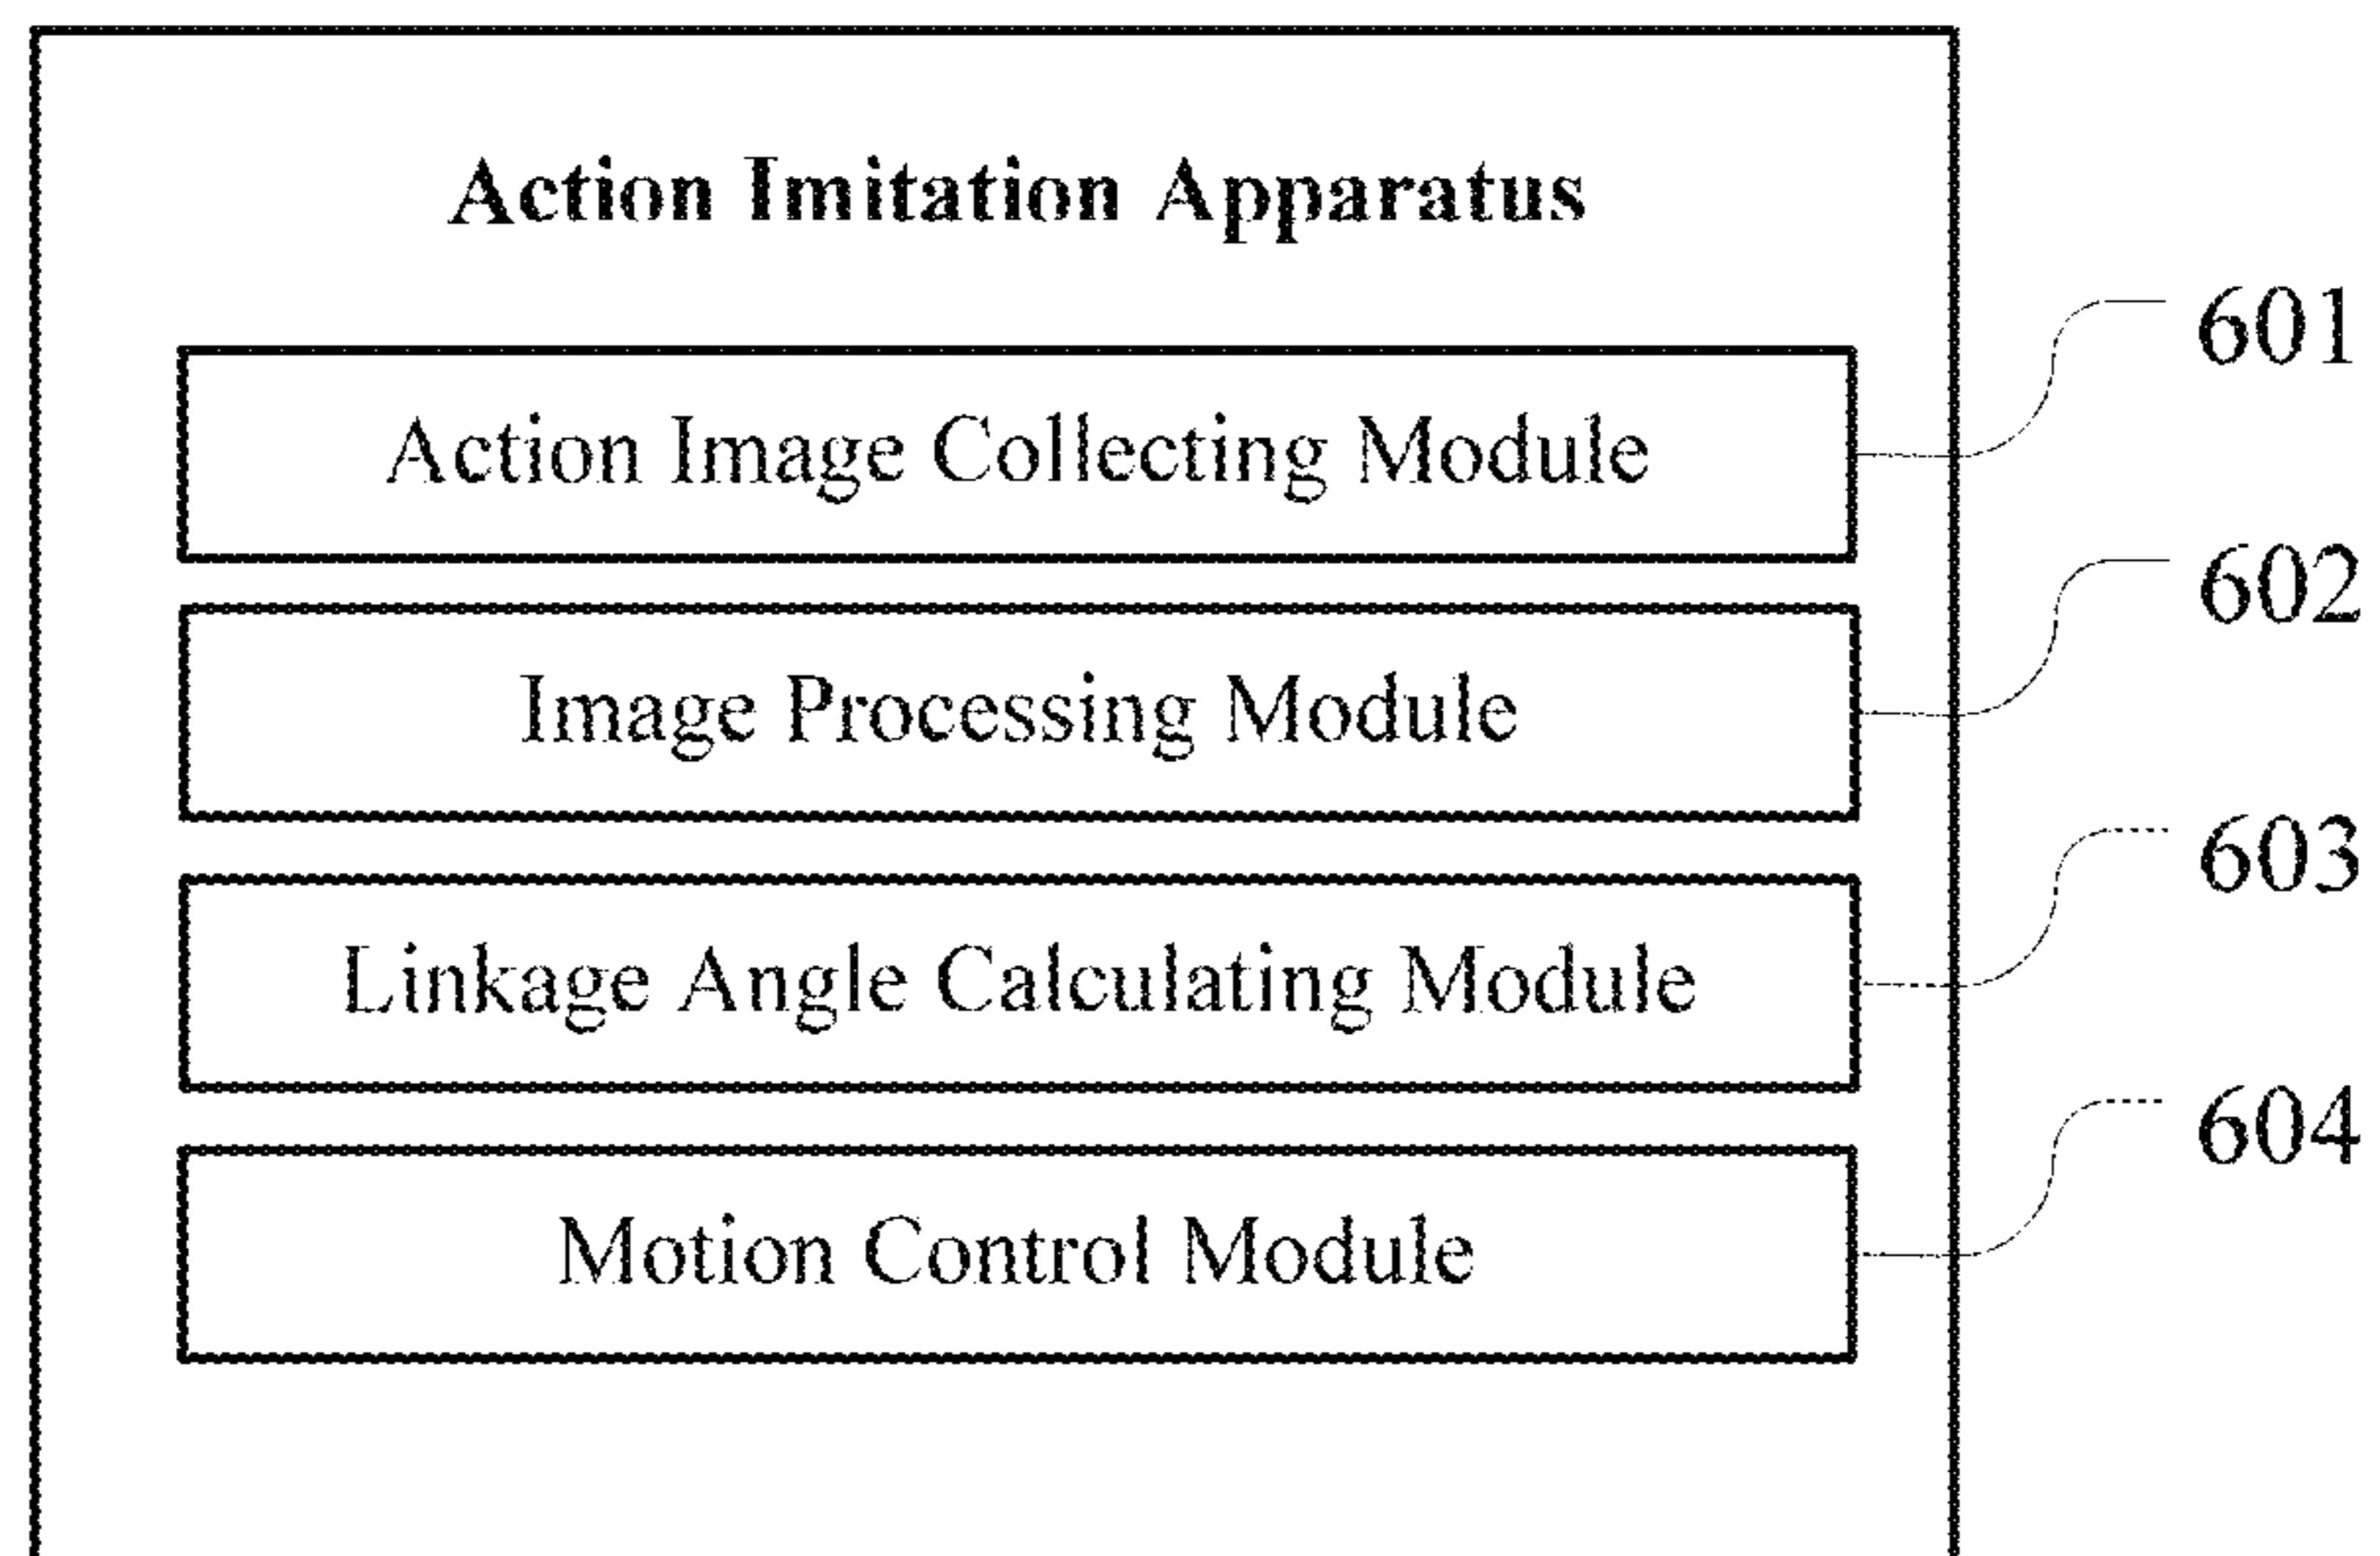 Action Imitation Apparatus
601
Action Image Collecting Module
602
Image Processing Module
603
Linkage Angle Calculating Module
604
Motion Control Module